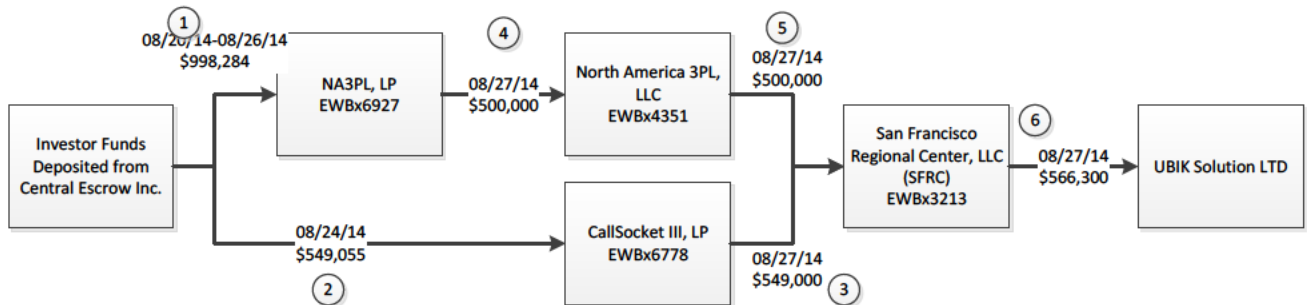 1
08/20/14-08/26/14
$998,284
Investor Funds
Deposited from
Central Escrow Inc.
NA3PL, LP
EWBx6927
4
08/27/14
$500,000
North America 3PL,
LLC
EWBx4351
5
08/27/14
$500,000
08/24/14
$549,055
2
CallSocket III, LP
EWBx6778
08/27/14
$549,000
3
San Francisco
Regional Center, LLC
(SFRC)
EWBx3213
6
08/27/14
$566,300
UBIK Solution LTD